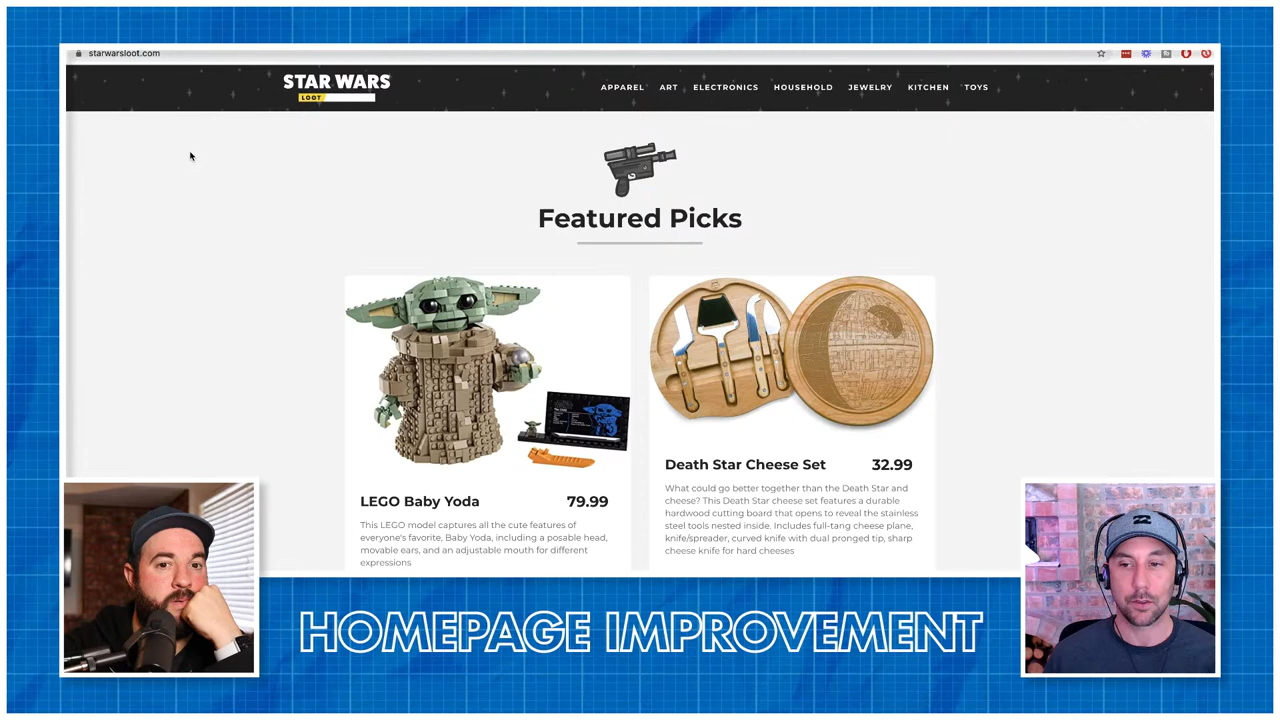 starwarsloot.com
STAR WARS
LOOT
APPAREL ART ELECTRONICS HOUSEHOLD JEWELRY KITCHEN TOYS
Featured Picks
LEGO Baby Yoda 79.99
This LEGO model captures all the cute features of
everyone's favorite, Baby Yoda, including a posable head,
movable ears, and an adjustable mouth for different
expressions
Death Star Cheese Set 32.99
What could go better together than the Death Star and
cheese? This Death Star cheese set features a durable
hardwood cutting board that opens to reveal the stainless
steel tools nested inside. Includes full-tang cheese plane,
knife/spreader, curved knife with dual pronged tip, sharp
cheese knife for hard cheeses
HOMEPAGE IMPROVEMENT